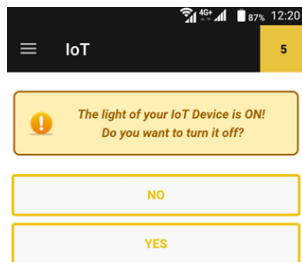 4G+ 87% 12:20
IoT 5
The light of your IoT Device is ON!
Do you want to turn it off?
NO
YES